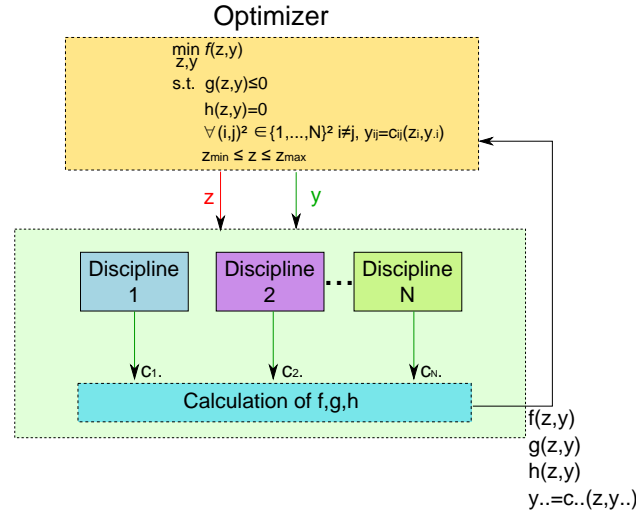 Optimizer
min f(z,y)
z,y
s.t. g(z,y)≤0
h(z,y)=0
∀(i,j)² ∈{1,...,N}² i≠j, yij=cij(zi,y.i)
zmin ≤ z ≤ zmax
z
y
Discipline
1
Discipline
2
...
Discipline
N
c1.
c2.
cN.
Calculation of f,g,h
f(z,y)
g(z,y)
h(z,y)
y..=c..(z,y..)